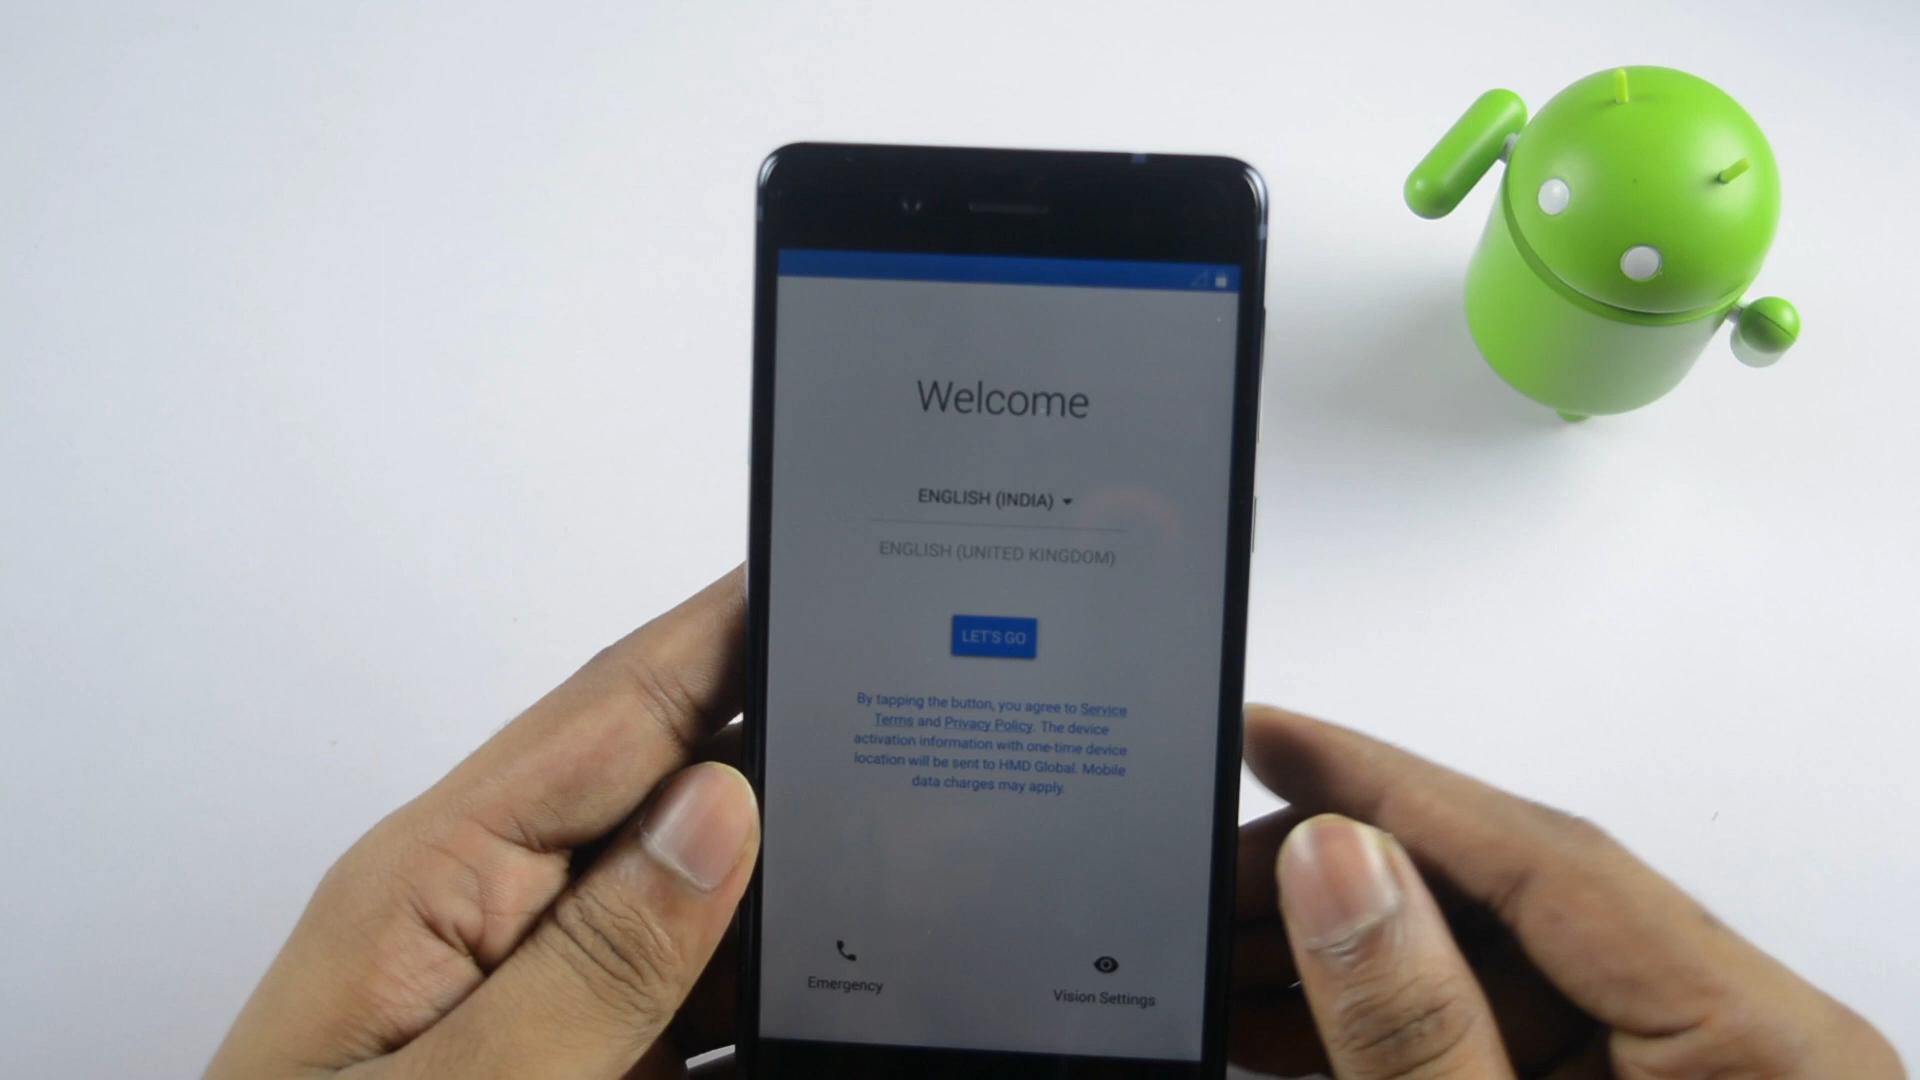 Welcome
ENGLISH (INDIA)
ENGLISH (UNITED KINGDOM)
LET'S GO
By tapping the button, you agree to Service
Terms and Privacy Policy. The device
activation information with one-time device
location will be sent to HMD Global. Mobile
data charges may apply.
Emergency
Vision Settings